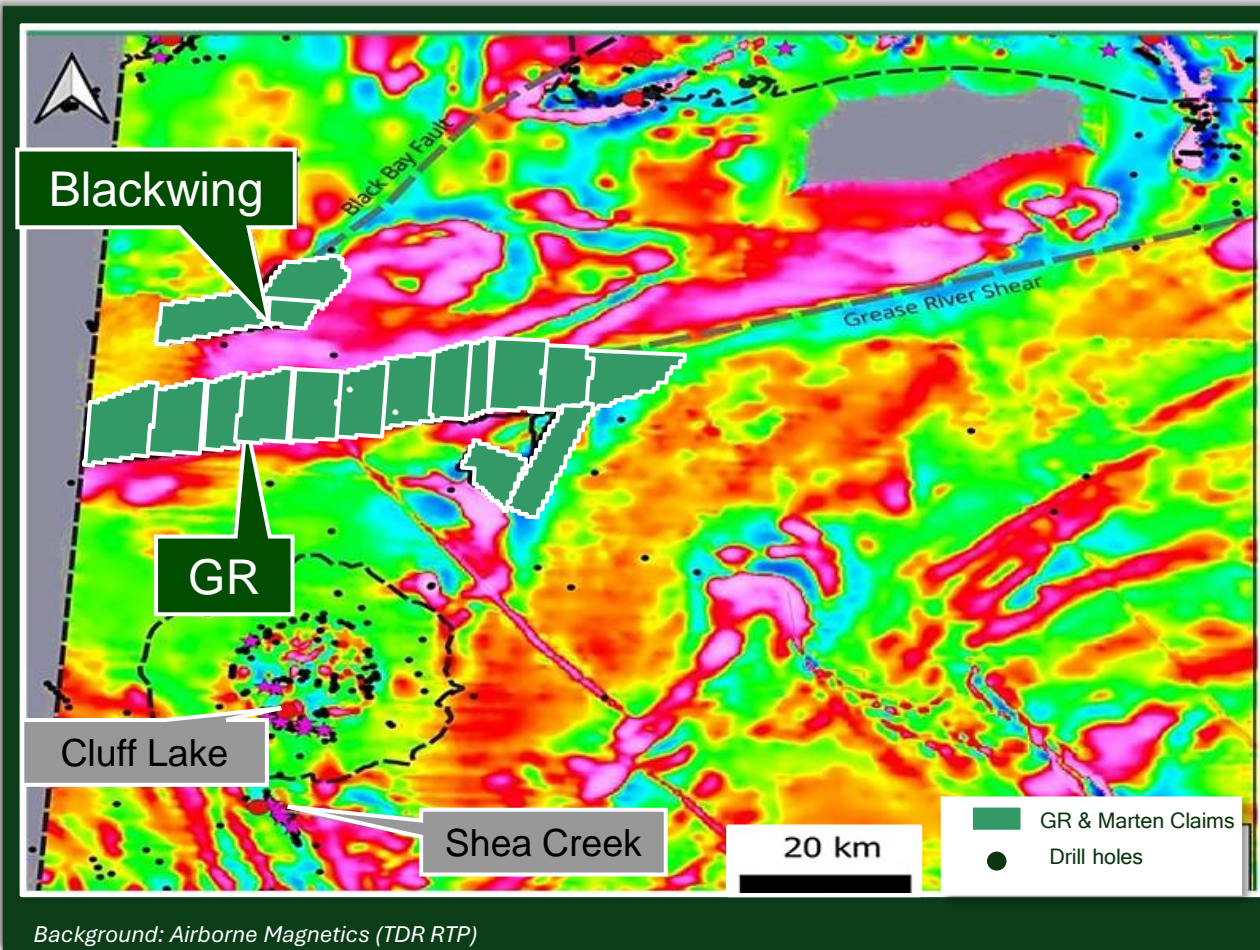 Black Bay Fault
Blackwing
Grease River Shear
GR
Cluff Lake
Shea Creek
GR & Marten Claims
Drill holes
20 km
Background: Airborne Magnetics (TDR RTP)